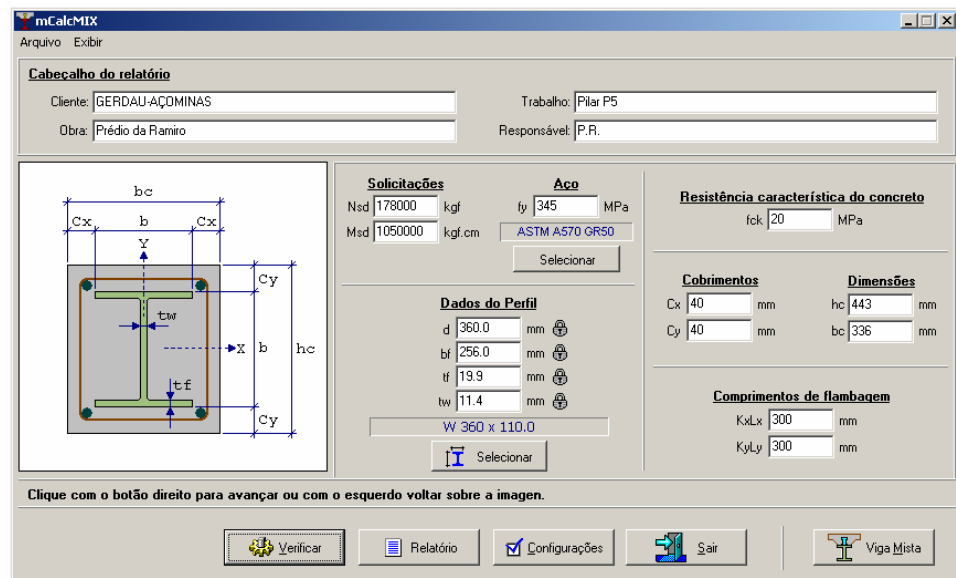 mCalcMIX
Arquivo Exibir
Cabeçalho do relatório
Cliente: GERDAU-AÇOMINAS Trabalho: Pilar P5
Obra: Prédio da Ramiro Responsável: P.R.
bc
Cx b Cx
Y
Cy
tw
X b hc
tf
Cy
Solicitações
Nsd 178000 kgf
Msd 1050000 kgf.cm
Aço
fy 345 MPa
ASTM A570 GR50
Selecionar
Dados do Perfil
d 360.0 mm
bf 256.0 mm
tf 19.9 mm
tw 11.4 mm
W 360 x 110.0
Selecionar
Resistência característica do concreto
fck 20 MPa
Cobrimentos
Cx 40 mm
Cy 40 mm
Dimensões
hc 443 mm
bc 336 mm
Comprimentos de flambagem
KxLx 300 mm
KyLy 300 mm
Clique com o botão direito para avançar ou com o esquerdo voltar sobre a imagen.
Verificar Relatório Configurações Sair Viga Mista